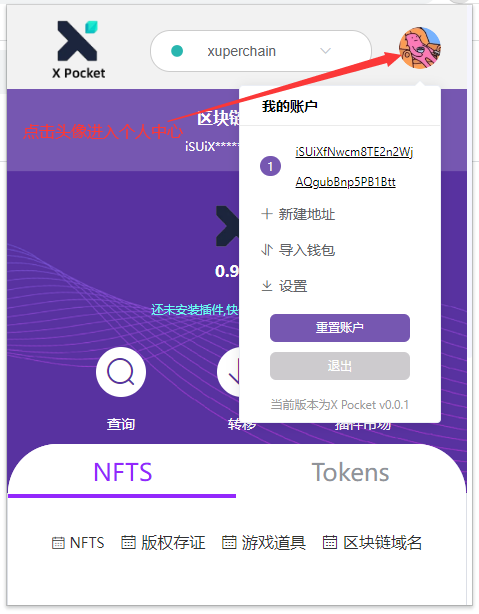 X Pocket
xuperchain
点击头像进入个人中心
区块链
iSUiX*****
我的账户
1
iSUiXfNwcm8TE2n2Wj
AQgubBnp5PB1Btt
新建地址
导入钱包
设置
重置账户
退出
当前版本为X Pocket v0.0.1
0.9
还未安装插件,快
查询
转移
插件市场
NFTS
Tokens
NFTS
版权存证
游戏道具
区块链域名